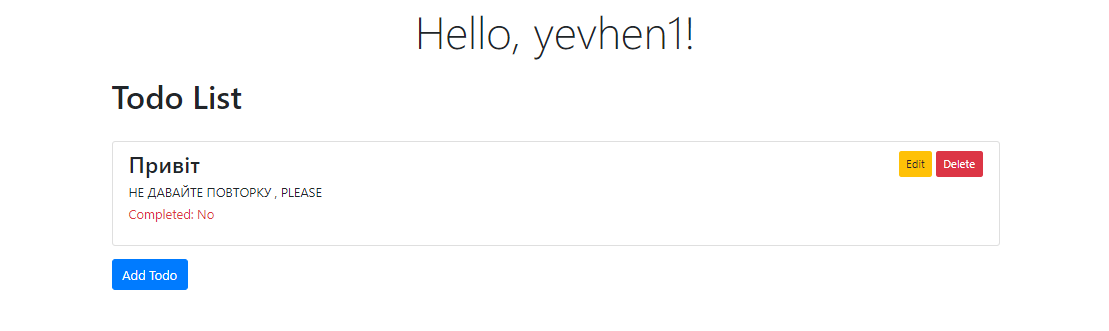 Hello, yevhen1!
Todo List
Привіт
Edit Delete
НЕ ДАВАЙТЕ ПОВТОРКУ , PLEASE
Completed: No
Add Todo